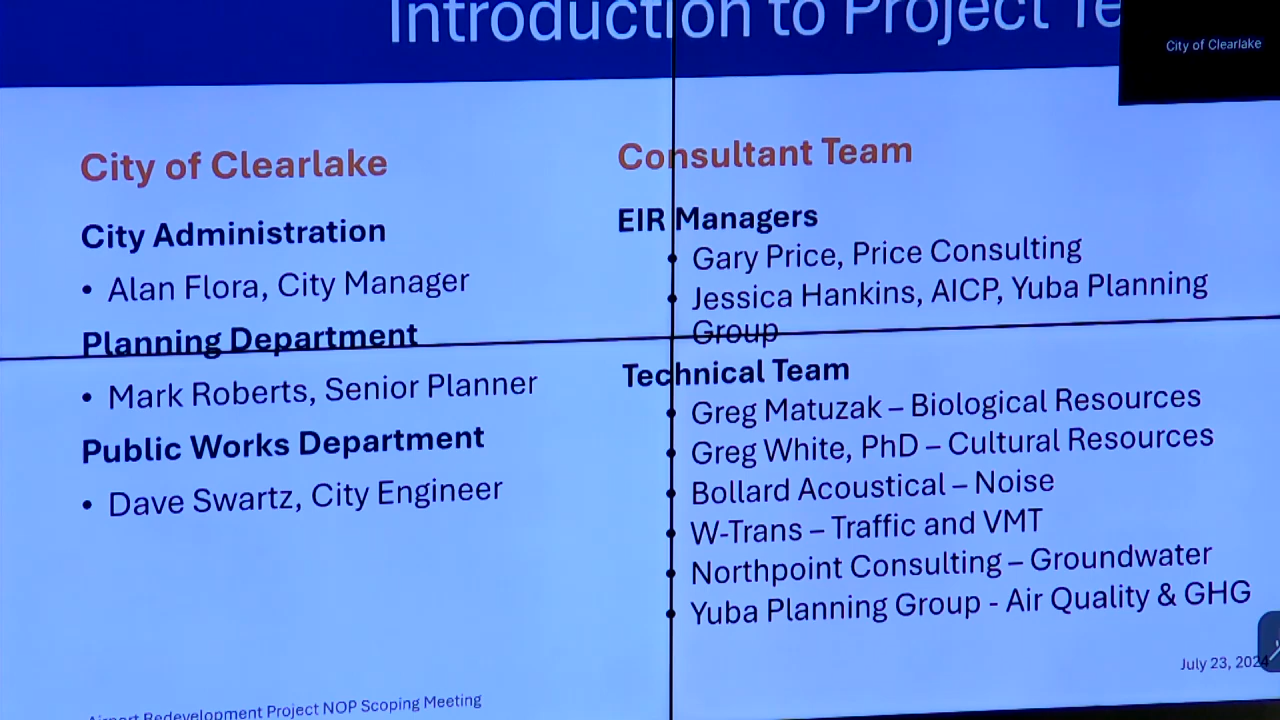 Introduction to Project
City of Clearlake
City of Clearlake
City Administration
• Alan Flora, City Manager
Planning Department
• Mark Roberts, Senior Planner
Public Works Department
• Dave Swartz, City Engineer
Consultant Team
EIR Managers
• Gary Price, Price Consulting
• Jessica Hankins, AICP, Yuba Planning
Group
Technical Team
• Greg Matuzak – Biological Resources
• Greg White, PhD – Cultural Resources
• Bollard Acoustical – Noise
• W-Trans – Traffic and VMT
• Northpoint Consulting – Groundwater
• Yuba Planning Group - Air Quality & GHG
July 23, 2024
Airport Redevelopment Project NOP Scoping Meeting